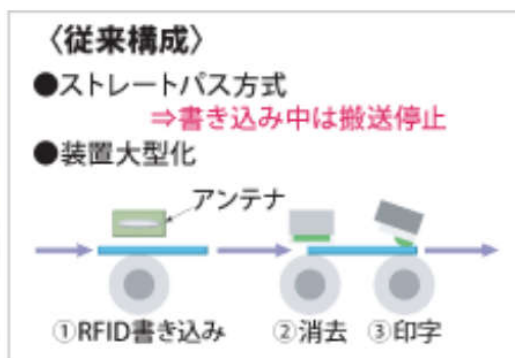 〈従来構成〉
●ストレートパス方式
⇒書き込み中は搬送停止
●装置大型化
アンテナ
①RFID書き込み ②消去 ③印字